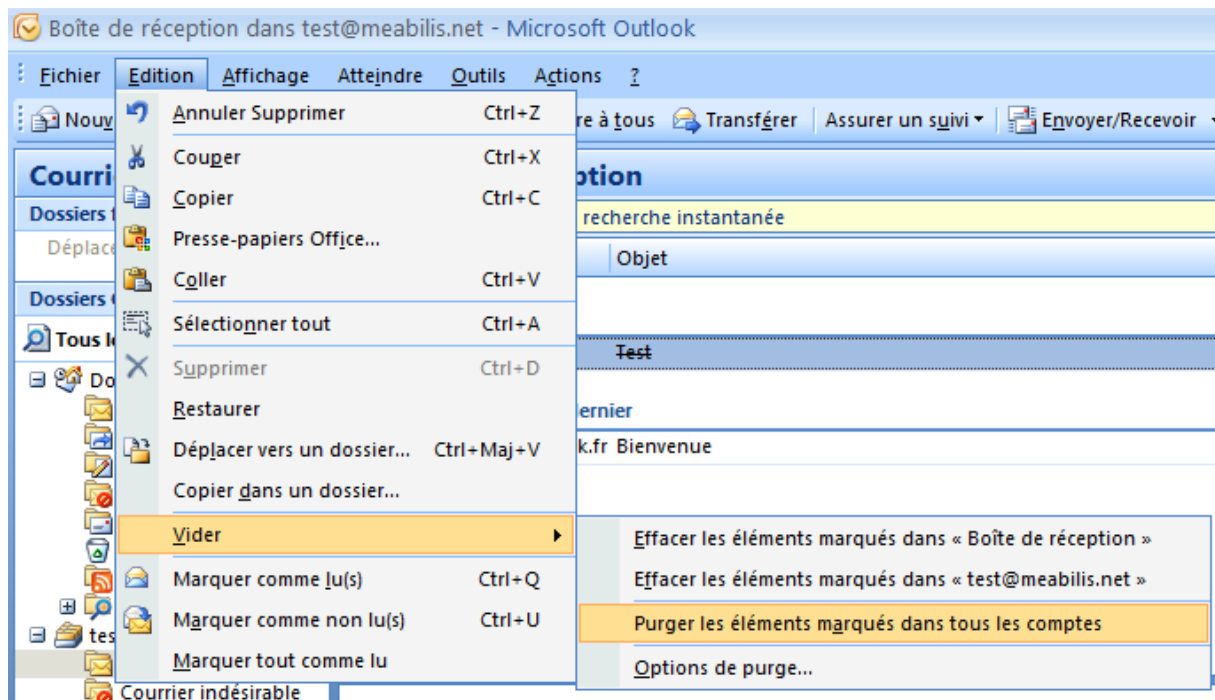 Boîte de réception dans test@meabilis.net - Microsoft Outlook
Fichier Edition Affichage Atteindre Outils Actions ?
Annuler Supprimer Ctrl+Z
à tous Transférer Assurer un suivi Envoyer/Recevoir
Couper Ctrl+X
Copier Ctrl+C
recherche instantanée
Presse-papiers Office...
Objet
Coller Ctrl+V
Dossiers
Sélectionner tout Ctrl+A
Tous
Test
Supprimer Ctrl+D
Restaurer
Déplacer vers un dossier... Ctrl+Maj+V
k.fr Bienvenue
Copier dans un dossier...
Vider
Marquer comme lu(s) Ctrl+Q
Marquer comme non lu(s) Ctrl+U
Marquer tout comme lu
Effacer les éléments marqués dans « Boîte de réception »
Effacer les éléments marqués dans « test@meabilis.net »
Purger les éléments marqués dans tous les comptes
Options de purge...
Courrier indésirable